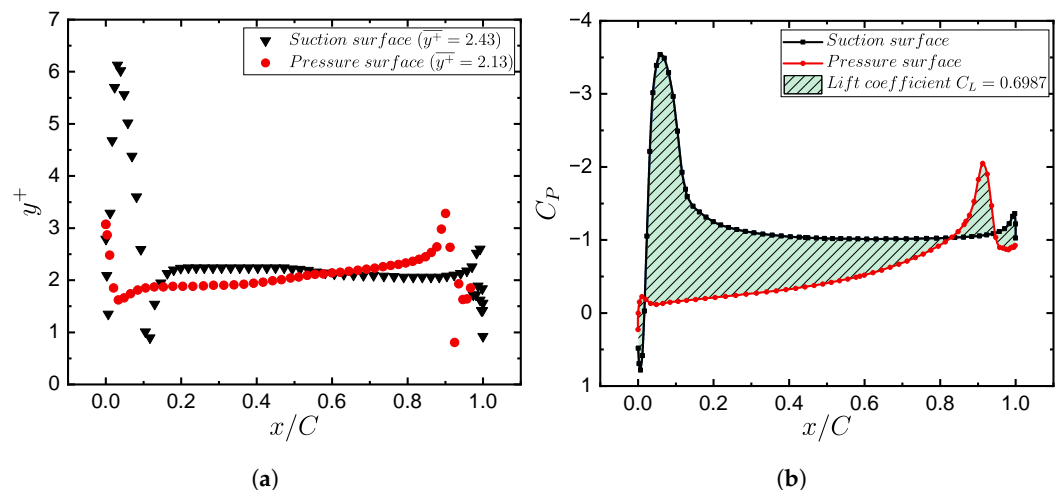 7
6
5
4
3
2
1
0
y+
Suction surface (y+ = 2.43)
Pressure surface (y+ = 2.13)
0.0 0.2 0.4 0.6 0.8 1.0
x/C
(a)
−4
−3
−2
−1
0
1
C_P
Suction surface
Pressure surface
Lift coefficient C_L = 0.6987
0.0 0.2 0.4 0.6 0.8 1.0
x/C
(b)